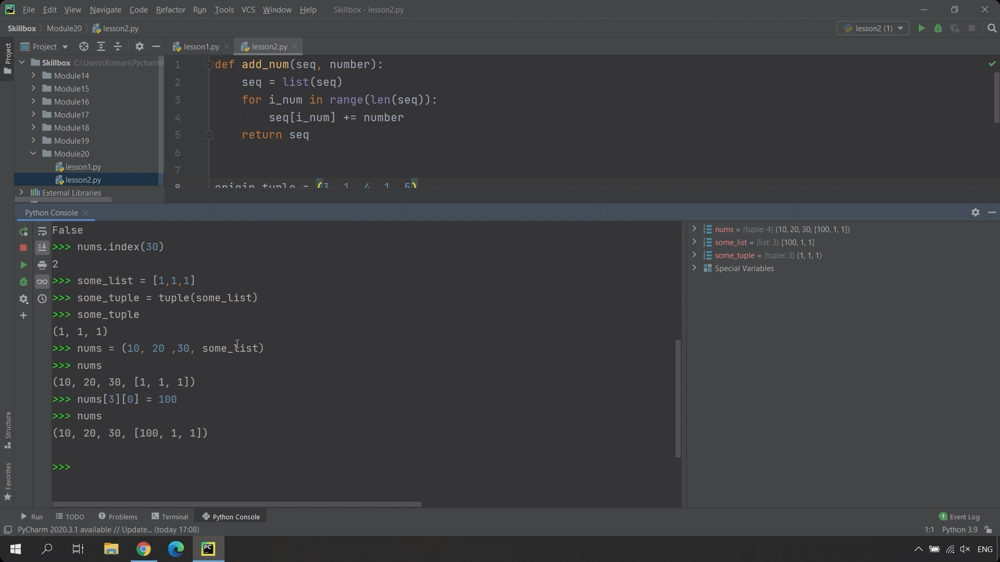 PC File Edit View Navigate Code Refactor Run Tools VCS Window Help Skillbox - lesson2.py
Skillbox Module20 lesson2.py lesson2 (1)
Project
Project
lesson1.py lesson2.py
Skillbox C:\Users\Roman\PycharmP
Module14
Module15
Module16
Module17
Module18
Module19
Module20
lesson1.py
lesson2.py
External Libraries
1 def add_num(seq, number):
2 seq = list(seq)
3 for i_num in range(len(seq)):
4 seq[i_num] += number
5 return seq
6
7
8 origin_tuple = (3, 1, 4, 1, 5)
Python Console
False
>>> nums.index(30)
2
>>> some_list = [1,1,1]
>>> some_tuple = tuple(some_list)
>>> some_tuple
(1, 1, 1)
>>> nums = (10, 20 ,30, some_list)
>>> nums
(10, 20, 30, [1, 1, 1])
>>> nums[3][0] = 100
>>> nums
(10, 20, 30, [100, 1, 1])
>>>
nums = {tuple: 4} (10, 20, 30, [100, 1, 1])
some_list = {list: 3} [100, 1, 1]
some_tuple = {tuple: 3} (1, 1, 1)
Special Variables
Structure
Favorites
Run TODO Problems Terminal Python Console 1 Event Log
PyCharm 2020.3.1 available // Update... (today 17:08) 1:1 Python 3.9
PC ENG